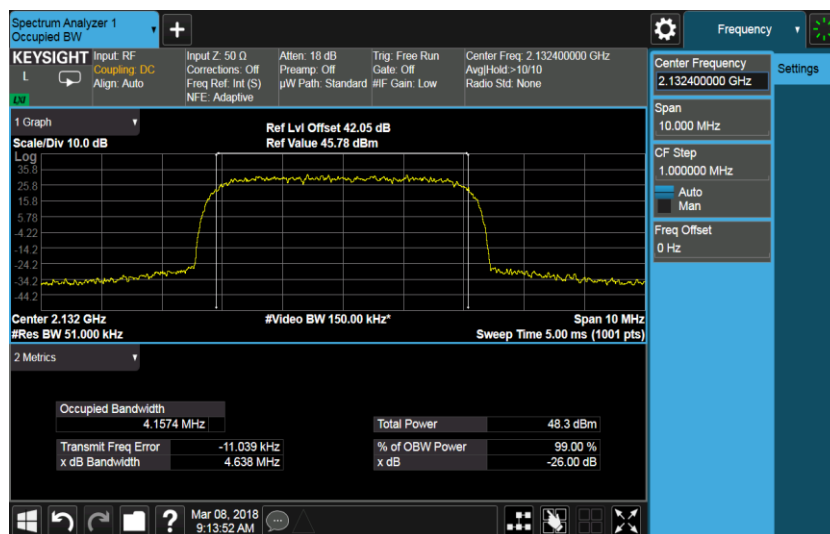 Spectrum Analyzer 1
Occupied BW
Frequency
KEYSIGHT
L
LXI
Input: RF
Coupling: DC
Align: Auto
Input Z: 50 Ω
Corrections: Off
Freq Ref: Int (S)
NFE: Adaptive
Atten: 18 dB
Preamp: Off
µW Path: Standard
Trig: Free Run
Gate: Off
#IF Gain: Low
Center Freq: 2.132400000 GHz
Avg|Hold:>10/10
Radio Std: None
Center Frequency
2.132400000 GHz
Settings
Span
10.000 MHz
CF Step
1.000000 MHz
Auto
Man
Freq Offset
0 Hz
1 Graph
Scale/Div 10.0 dB
Ref Lvl Offset 42.05 dB
Ref Value 45.78 dBm
Log
35.8
25.8
15.8
5.78
-4.22
-14.2
-24.2
-34.2
-44.2
Center 2.132 GHz
#Res BW 51.000 kHz
#Video BW 150.00 kHz*
Span 10 MHz
Sweep Time 5.00 ms (1001 pts)
2 Metrics
Occupied Bandwidth
4.1574 MHz
Total Power 48.3 dBm
Transmit Freq Error -11.039 kHz
% of OBW Power 99.00 %
x dB Bandwidth 4.638 MHz
x dB -26.00 dB
?
Mar 08, 2018
9:13:52 AM